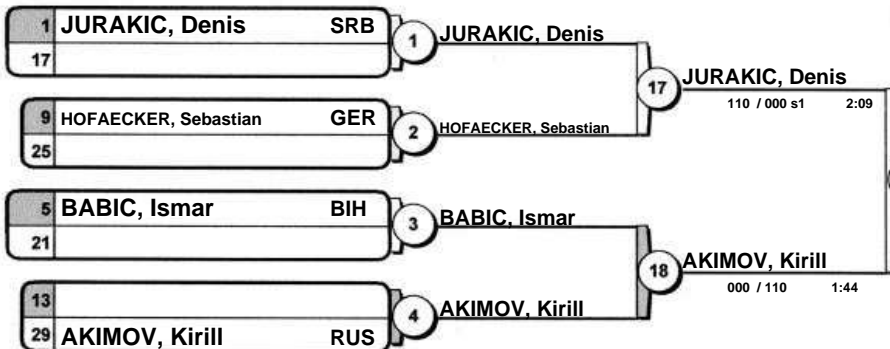 1 JURAKIC, Denis SRB
17
1 JURAKIC, Denis
9 HOFAECKER, Sebastian GER
25
2 HOFAECKER, Sebastian
17 JURAKIC, Denis
110 / 000 s1 2:09
5 BABIC, Ismar BIH
21
3 BABIC, Ismar
13
29 AKIMOV, Kirill RUS
4 AKIMOV, Kirill
18 AKIMOV, Kirill
000 / 110 1:44